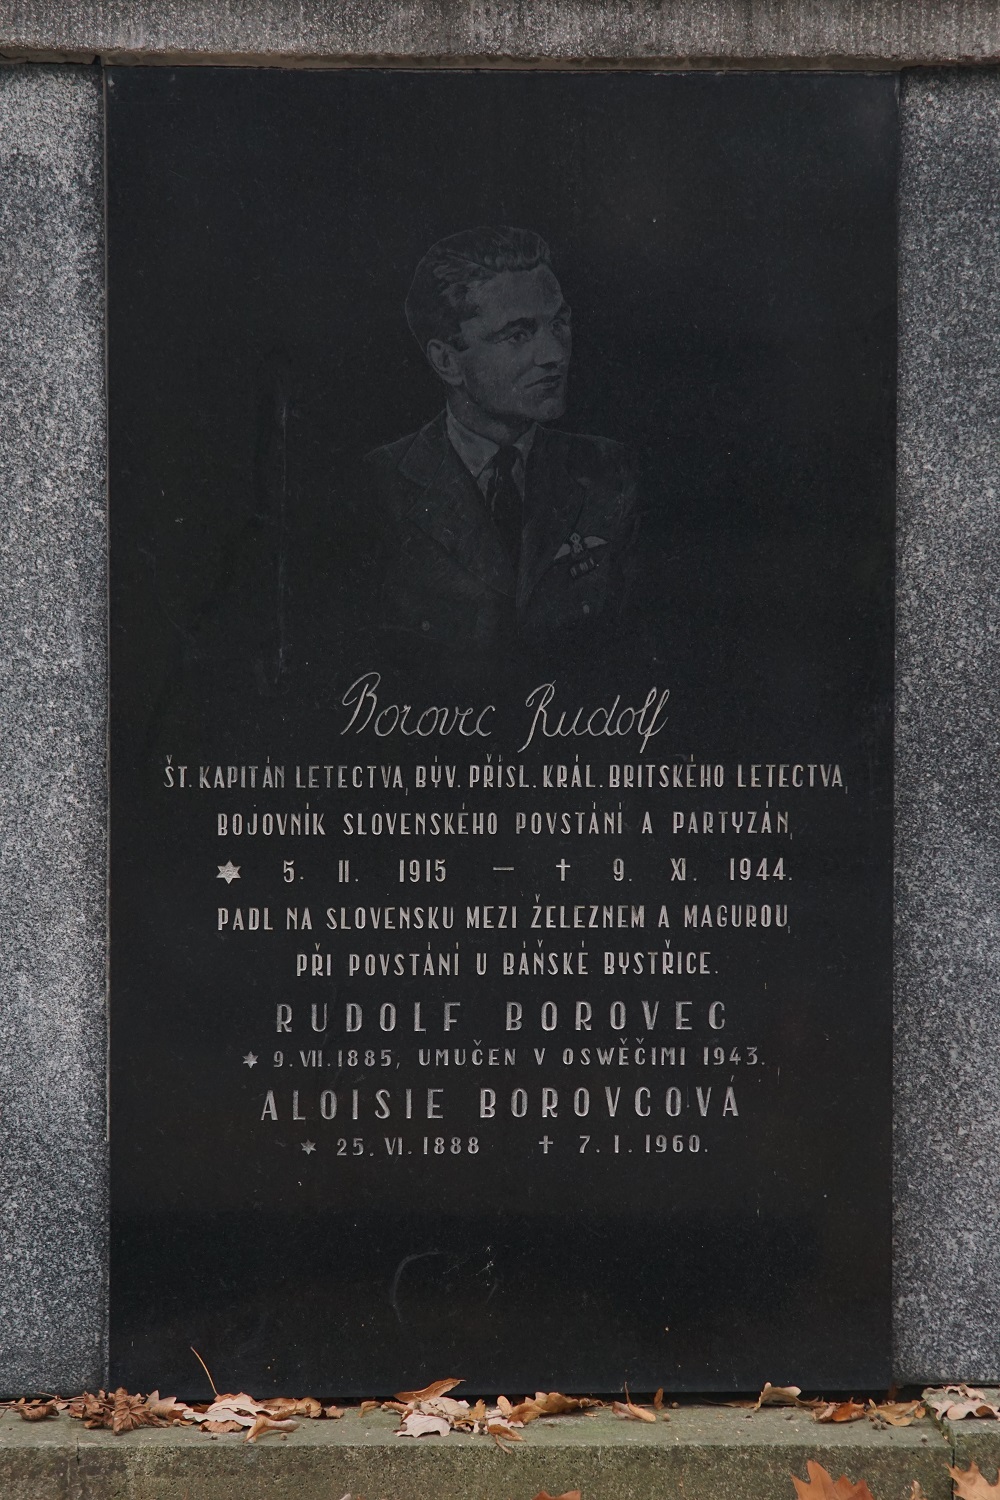 Borovec Rudolf
ŠT. KAPITÁN LETECTVA, BÝV. PŘÍSL. KRÁL. BRITSKÉHO LETECTVA,
BOJOVNÍK SLOVENSKÉHO POVSTÁNÍ A PARTYZÁN,
✶ 5. II. 1915 — † 9. XI. 1944.
PADL NA SLOVENSKU MEZI ŽELEZNEM A MAGUROU,
PŘI POVSTÁNÍ U BÁŇSKÉ BYSTŘICE.
RUDOLF BOROVEC
✶ 9. VII. 1885, UMUČEN V OSWĚČIMI 1943.
ALOISIE BOROVCOVÁ
✶ 25. VI. 1888 † 7. I. 1960.